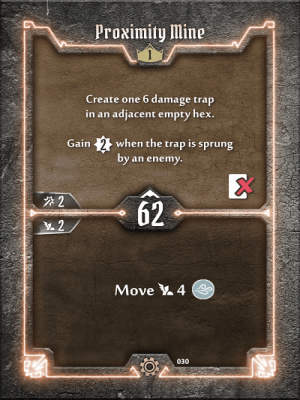 Proximity Mine
1
Create one 6 damage trap
in an adjacent empty hex.
Gain 2 when the trap is sprung
by an enemy.
2
62
2
Move 4
030